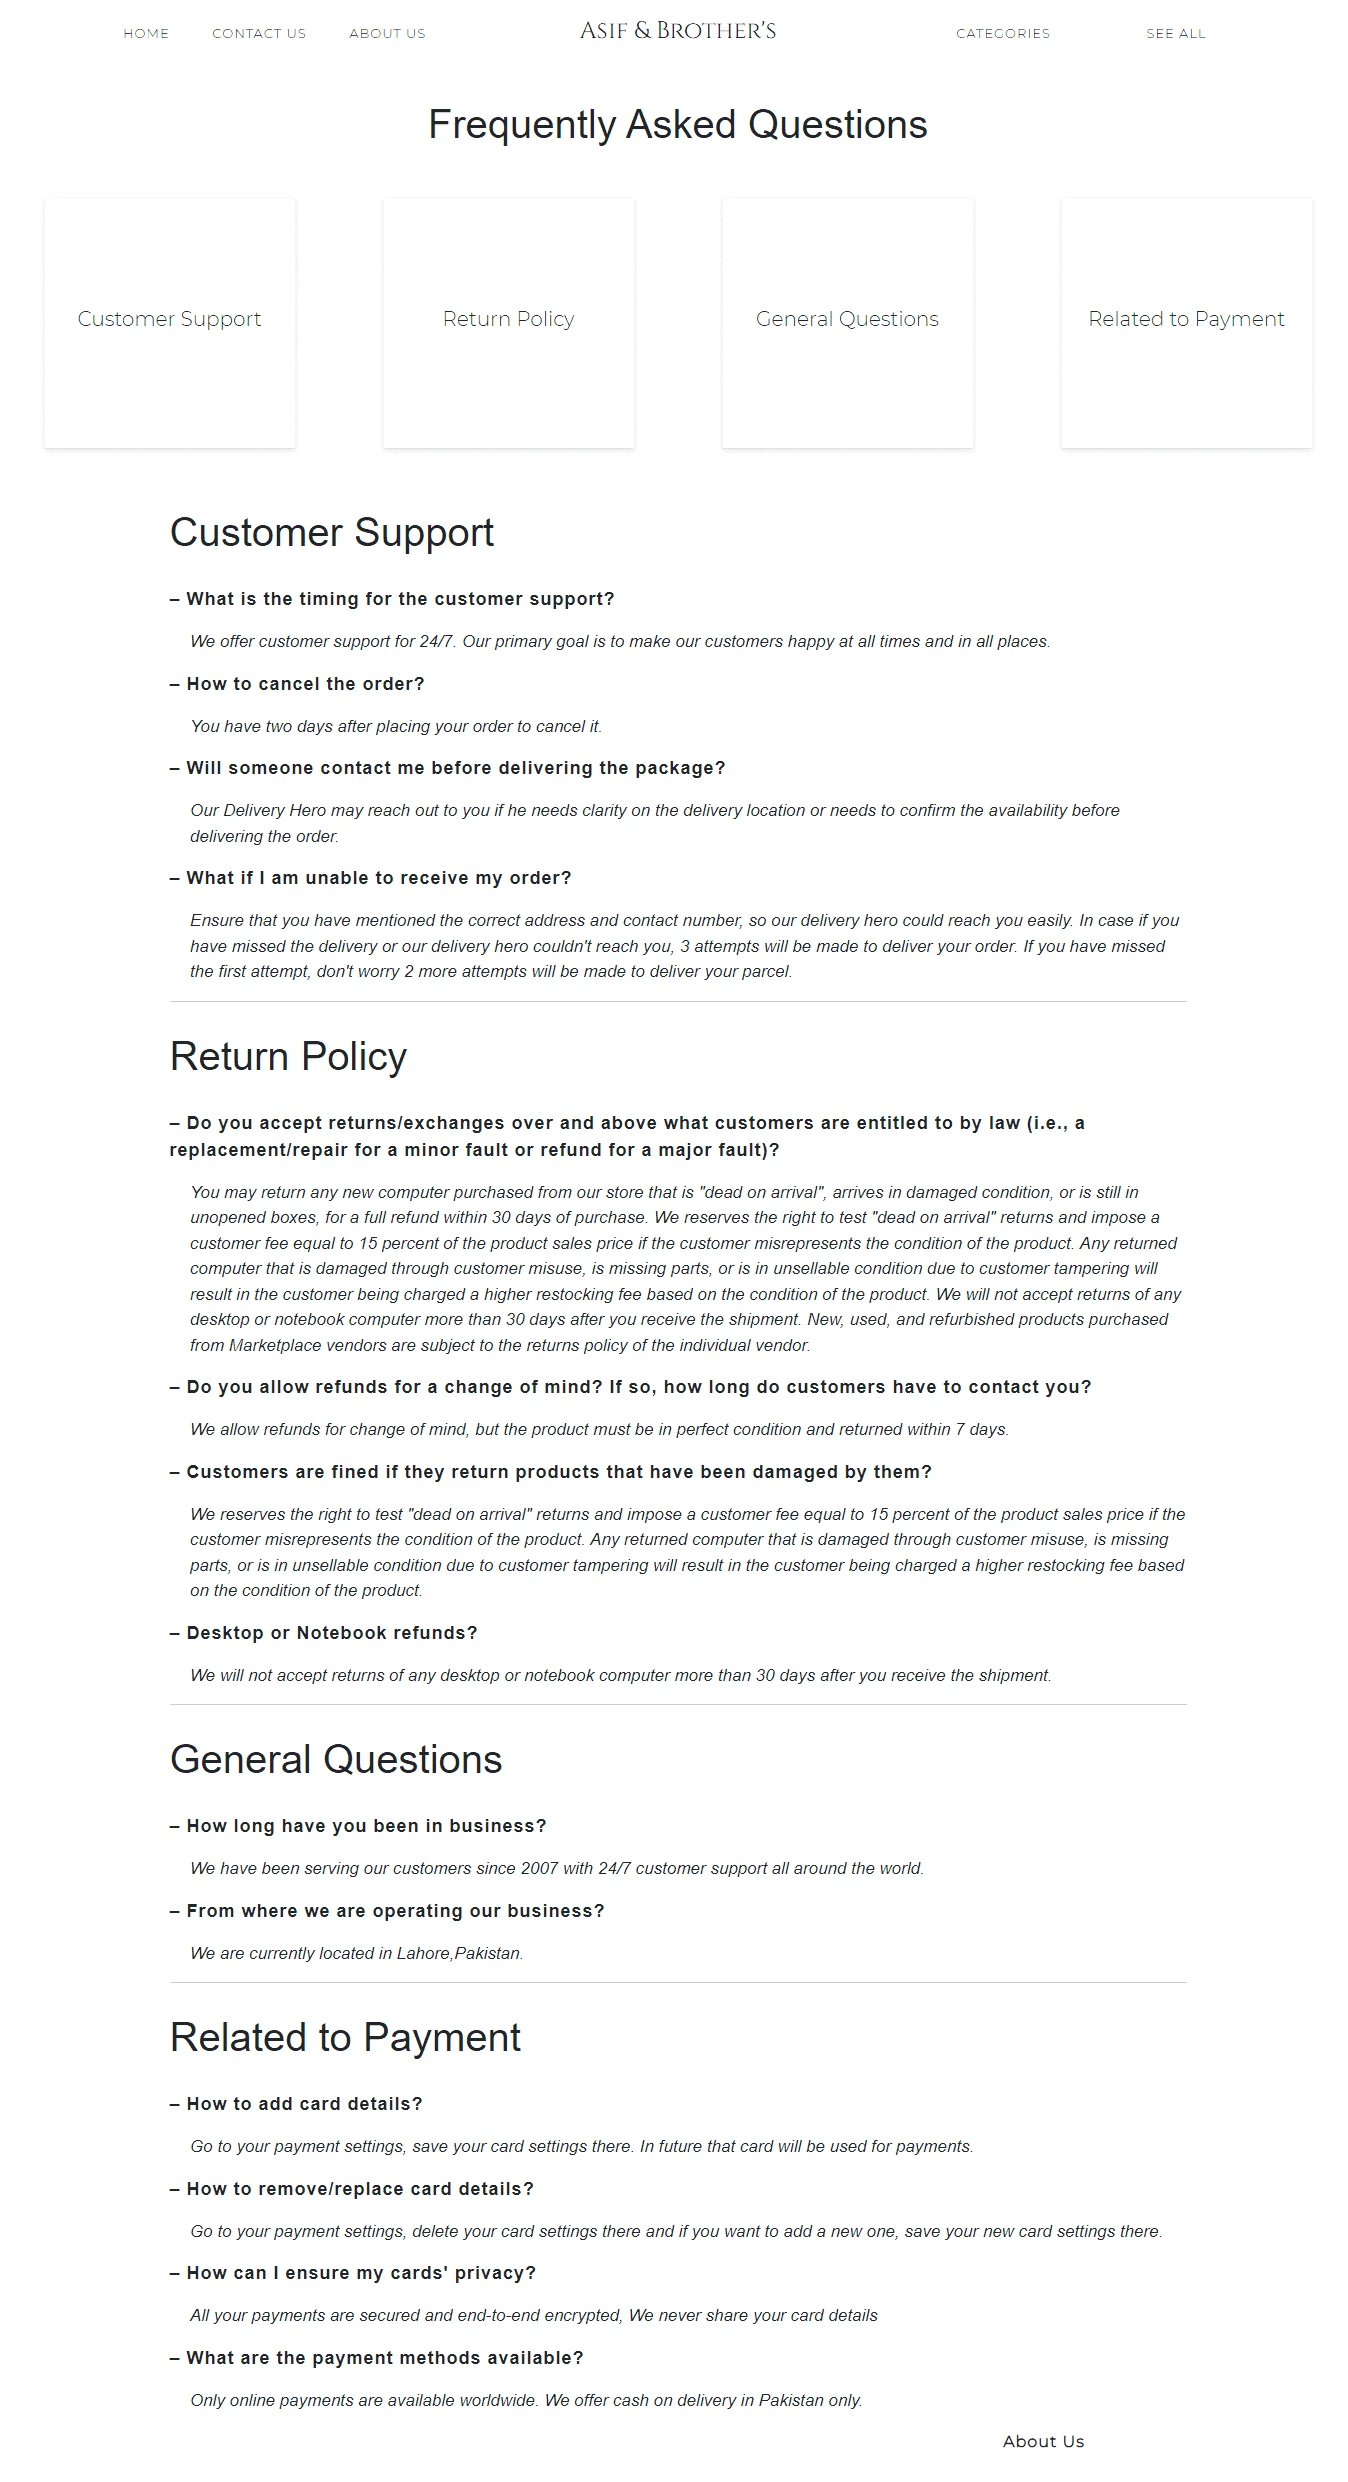 HOME CONTACT US ABOUT US ASIF & BROTHER'S CATEGORIES SEE ALL
Frequently Asked Questions
Customer Support Return Policy General Questions Related to Payment
Customer Support
– What is the timing for the customer support?
We offer customer support for 24/7. Our primary goal is to make our customers happy at all times and in all places.
– How to cancel the order?
You have two days after placing your order to cancel it.
– Will someone contact me before delivering the package?
Our Delivery Hero may reach out to you if he needs clarity on the delivery location or needs to confirm the availability before
delivering the order.
– What if I am unable to receive my order?
Ensure that you have mentioned the correct address and contact number, so our delivery hero could reach you easily. In case if you
have missed the delivery or our delivery hero couldn't reach you, 3 attempts will be made to deliver your order. If you have missed
the first attempt, don't worry 2 more attempts will be made to deliver your parcel.
Return Policy
– Do you accept returns/exchanges over and above what customers are entitled to by law (i.e., a
replacement/repair for a minor fault or refund for a major fault)?
You may return any new computer purchased from our store that is "dead on arrival", arrives in damaged condition, or is still in
unopened boxes, for a full refund within 30 days of purchase. We reserves the right to test "dead on arrival" returns and impose a
customer fee equal to 15 percent of the product sales price if the customer misrepresents the condition of the product. Any returned
computer that is damaged through customer misuse, is missing parts, or is in unsellable condition due to customer tampering will
result in the customer being charged a higher restocking fee based on the condition of the product. We will not accept returns of any
desktop or notebook computer more than 30 days after you receive the shipment. New, used, and refurbished products purchased
from Marketplace vendors are subject to the returns policy of the individual vendor.
– Do you allow refunds for a change of mind? If so, how long do customers have to contact you?
We allow refunds for change of mind, but the product must be in perfect condition and returned within 7 days.
– Customers are fined if they return products that have been damaged by them?
We reserves the right to test "dead on arrival" returns and impose a customer fee equal to 15 percent of the product sales price if the
customer misrepresents the condition of the product. Any returned computer that is damaged through customer misuse, is missing
parts, or is in unsellable condition due to customer tampering will result in the customer being charged a higher restocking fee based
on the condition of the product.
– Desktop or Notebook refunds?
We will not accept returns of any desktop or notebook computer more than 30 days after you receive the shipment.
General Questions
– How long have you been in business?
We have been serving our customers since 2007 with 24/7 customer support all around the world.
– From where we are operating our business?
We are currently located in Lahore,Pakistan.
Related to Payment
– How to add card details?
Go to your payment settings, save your card settings there. In future that card will be used for payments.
– How to remove/replace card details?
Go to your payment settings, delete your card settings there and if you want to add a new one, save your new card settings there.
– How can I ensure my cards' privacy?
All your payments are secured and end-to-end encrypted, We never share your card details
– What are the payment methods available?
Only online payments are available worldwide. We offer cash on delivery in Pakistan only.
About Us